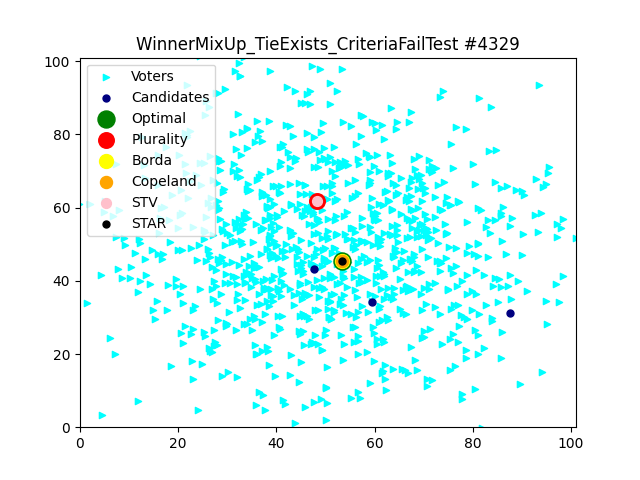 WinnerMixUp_TieExists_CriteriaFailTest #4329
100
80
60
40
20
0
Voters
Candidates
Optimal
Plurality
Borda
Copeland
STV
STAR
0 20 40 60 80 100